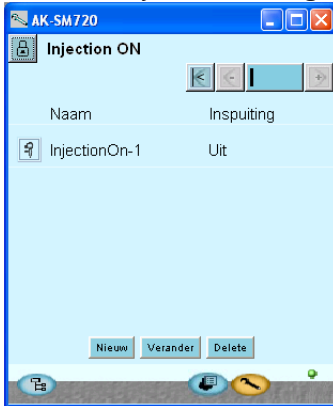 AK-SM720
Injection ON
Naam Inspuiting
InjectionOn-1 Uit
Nieuw Verander Delete